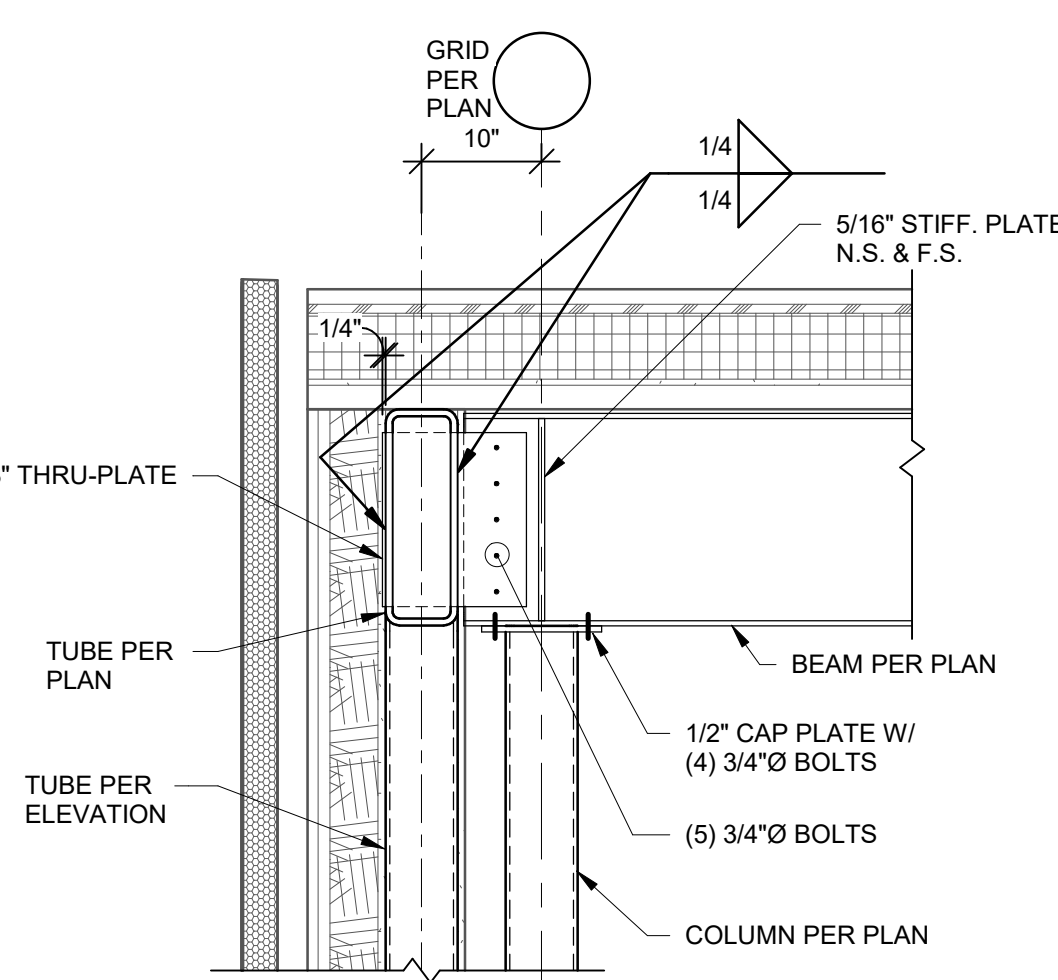 GRID
PER
PLAN
10"
1/4
1/4
5/16" STIFF. PLATE
N.S. & F.S.
1/4"
" THRU-PLATE
TUBE PER
PLAN
BEAM PER PLAN
1/2" CAP PLATE W/
(4) 3/4"Ø BOLTS
TUBE PER
ELEVATION
(5) 3/4"Ø BOLTS
COLUMN PER PLAN